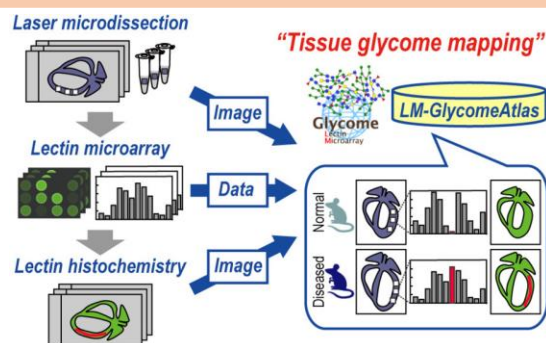 Laser microdissection
"Tissue glycome mapping"
Image
Glycome
Lectin
Microarray
LM-GlycomeAtlas
Lectin microarray
Data
Normal
Lectin histochemistry
Image
Diseased